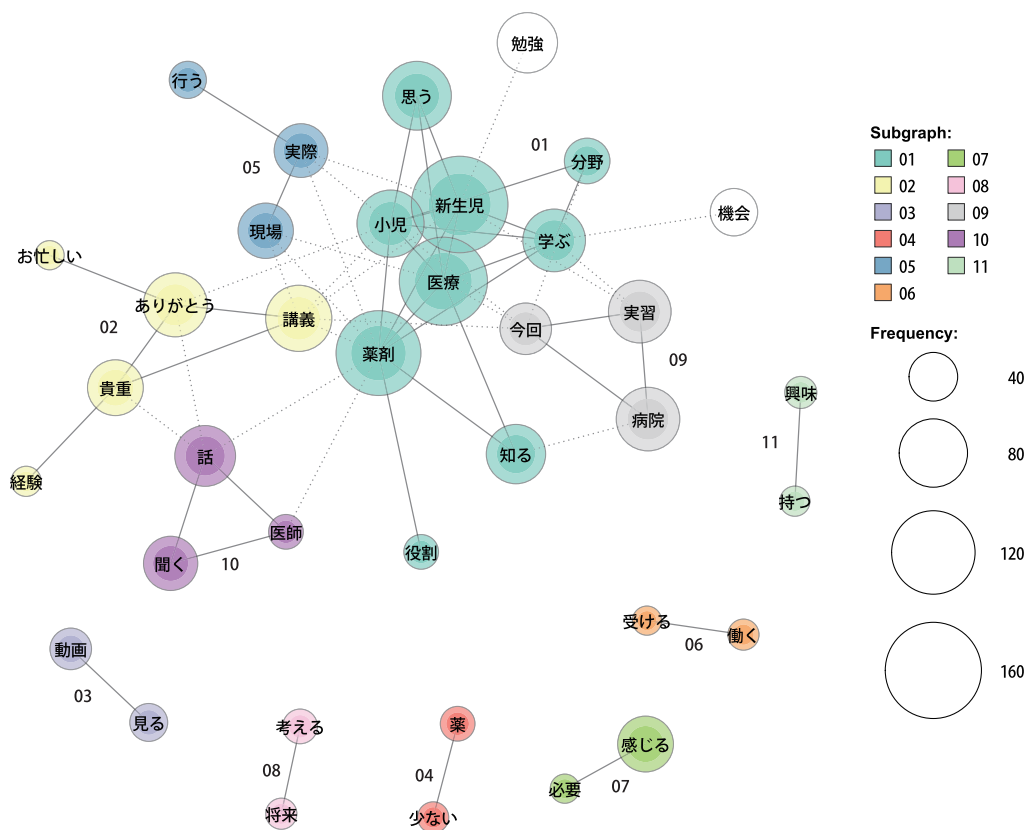 勉強
行う
思う
実際
01
分野
05
新生児
小児
機会
現場
学ぶ
お忙しい
医療
ありがとう
講義
実習
02
今回
薬剤
09
貴重
病院
話
知る
経験
医師
役割
聞く
10
興味
11
持つ
受ける
働く
06
動画
03
見る
考える
08
将来
薬
04
少ない
感じる
必要
07
Subgraph:
01
02
03
04
05
06
07
08
09
10
11
Frequency:
40
80
120
160